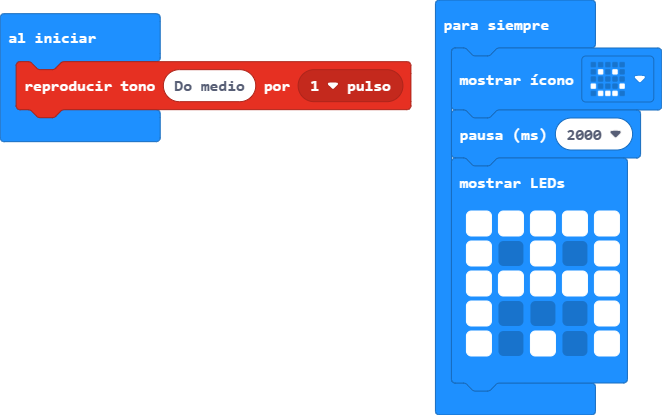 al iniciar
reproducir tono Do medio por 1 pulso
para siempre
mostrar ícono
pausa (ms) 2000
mostrar LEDs